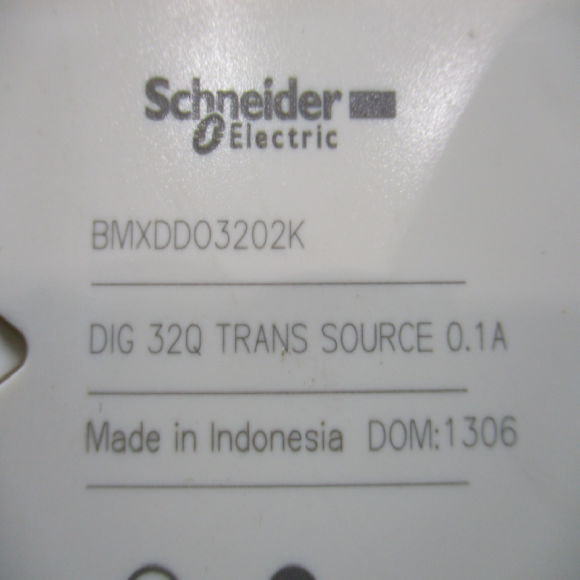 Schneider
Electric
BMXDDO3202K
DIG 32Q TRANS SOURCE 0.1A
Made in Indonesia DOM:1306